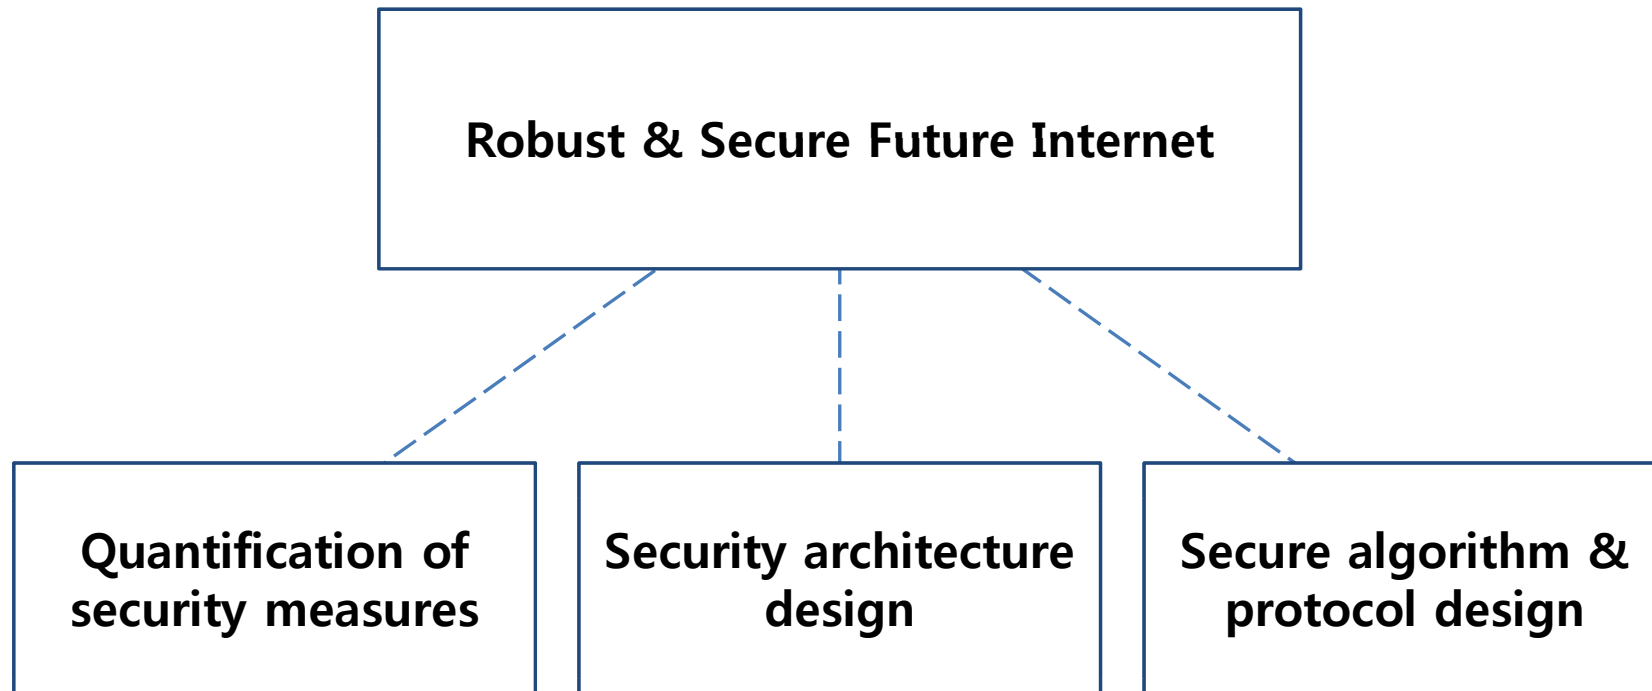 Robust & Secure Future Internet
Quantification of
security measures
Security architecture
design
Secure algorithm &
protocol design